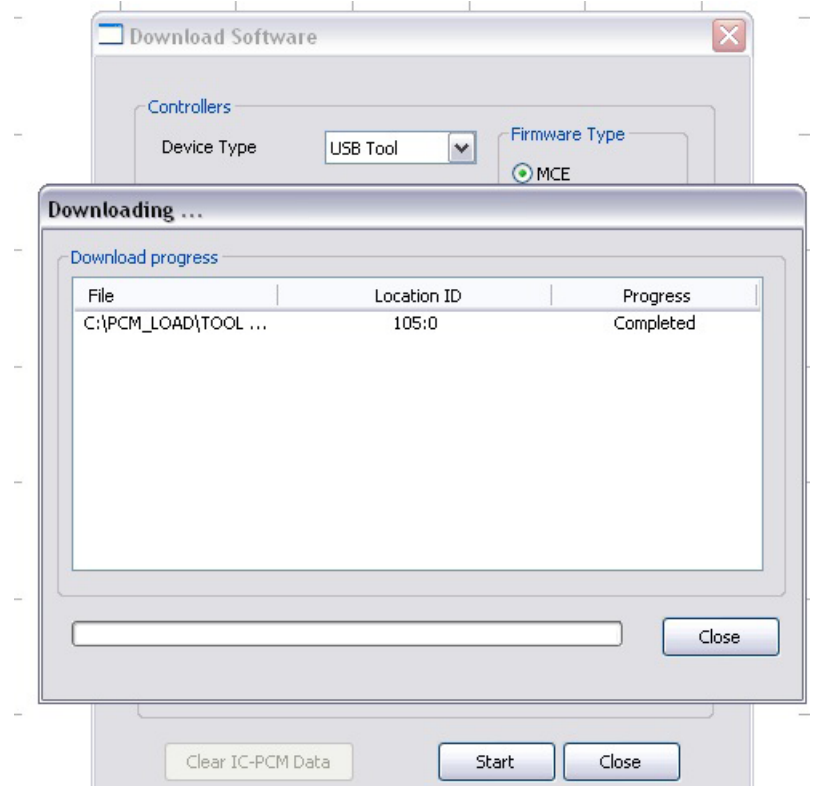 Download Software
Controllers
Device Type
USB Tool
Firmware Type
MCE
Downloading ...
Download progress
File Location ID Progress
C:\PCM_LOAD\TOOL ... 105:0 Completed
Close
Clear IC-PCM Data Start Close